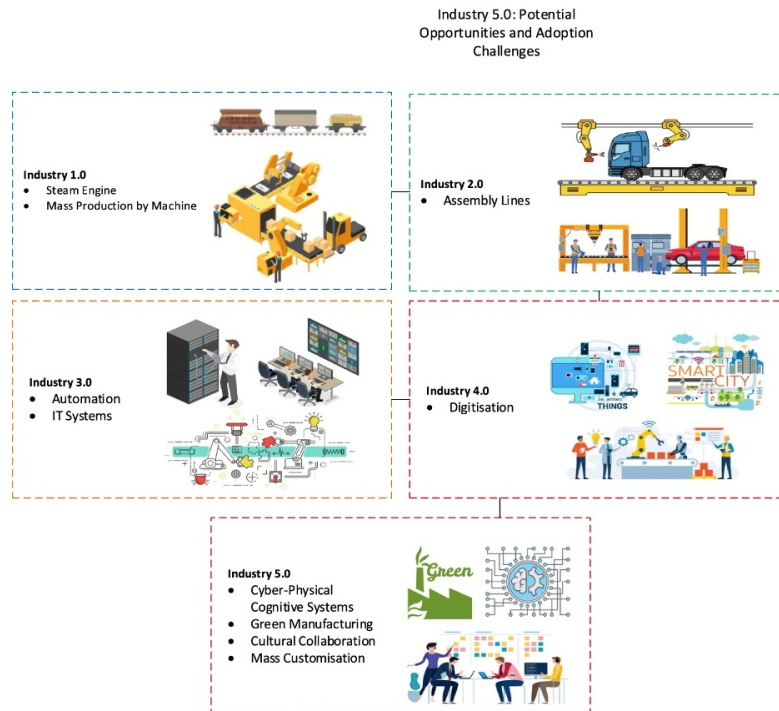 Industry 5.0: Potential
Opportunities and Adoption
Challenges
Industry 1.0
• Steam Engine
• Mass Production by Machine
Industry 2.0
• Assembly Lines
Industry 3.0
• Automation
• IT Systems
Industry 4.0
• Digitisation
THINGS
SMART
CITY
Industry 5.0
• Cyber-Physical
Cognitive Systems
• Green Manufacturing
• Cultural Collaboration
• Mass Customisation
Green